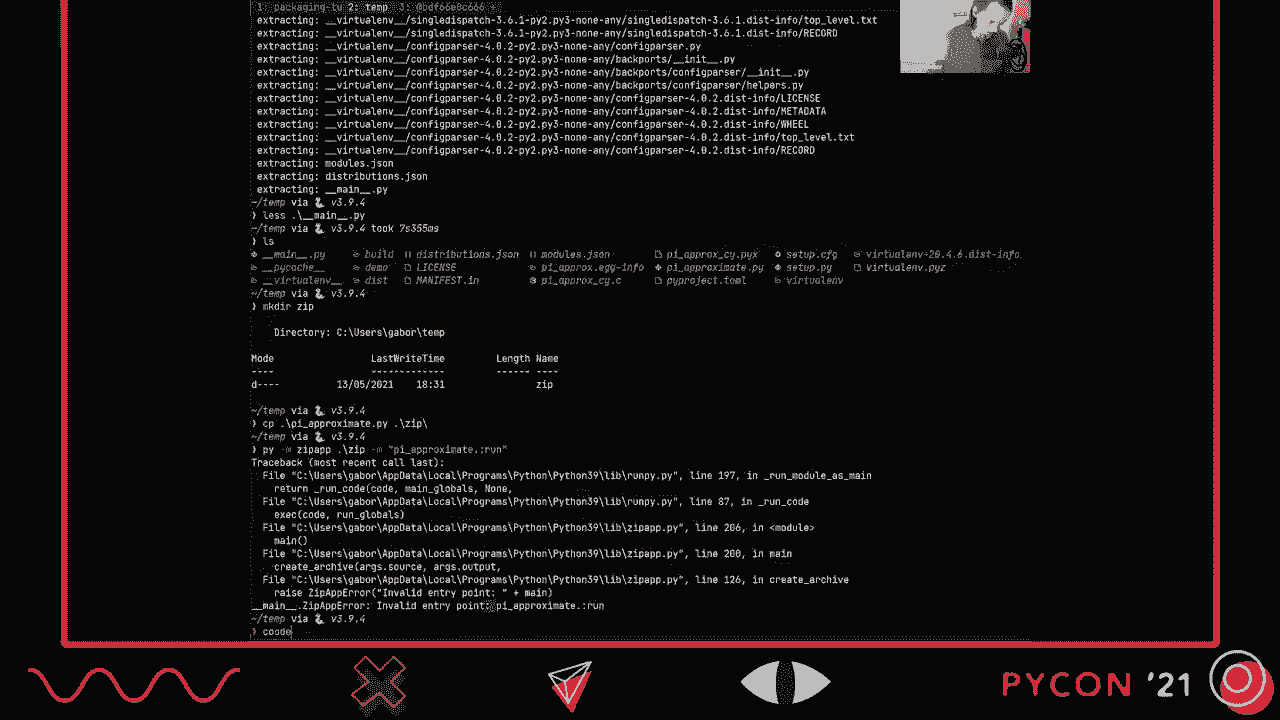 1: packaging-tu 2: temp 3: @bdf66e0c666
extracting: __virtualenv__/singledispatch-3.6.1-py2.py3-none-any/singledispatch-3.6.1.dist-info/top_level.txt
extracting: __virtualenv__/singledispatch-3.6.1-py2.py3-none-any/singledispatch-3.6.1.dist-info/RECORD
extracting: __virtualenv__/configparser-4.0.2-py2.py3-none-any/configparser.py
extracting: __virtualenv__/configparser-4.0.2-py2.py3-none-any/backports/__init__.py
extracting: __virtualenv__/configparser-4.0.2-py2.py3-none-any/backports/configparser/__init__.py
extracting: __virtualenv__/configparser-4.0.2-py2.py3-none-any/backports/configparser/helpers.py
extracting: __virtualenv__/configparser-4.0.2-py2.py3-none-any/configparser-4.0.2.dist-info/LICENSE
extracting: __virtualenv__/configparser-4.0.2-py2.py3-none-any/configparser-4.0.2.dist-info/METADATA
extracting: __virtualenv__/configparser-4.0.2-py2.py3-none-any/configparser-4.0.2.dist-info/WHEEL
extracting: __virtualenv__/configparser-4.0.2-py2.py3-none-any/configparser-4.0.2.dist-info/top_level.txt
extracting: __virtualenv__/configparser-4.0.2-py2.py3-none-any/configparser-4.0.2.dist-info/RECORD
extracting: modules.json
extracting: distributions.json
extracting: __main__.py
~/temp via 🐍 v3.9.4
❯ less .\__main__.py
~/temp via 🐍 v3.9.4 took 7s355ms
❯ ls
__main__.py build distributions.json modules.json pi_approx_cy.pyx setup.cfg virtualenv-20.4.6.dist-info
__pycache__ demo LICENSE pi_approx.egg-info pi_approximate.py setup.py virtualenv.pyz
__virtualenv__ dist MANIFEST.in pi_approx_cy.c pyproject.toml virtualenv
~/temp via 🐍 v3.9.4
❯ mkdir zip
Directory: C:\Users\gabor\temp
Mode LastWriteTime Length Name
---- ------------- ------ ----
d---- 13/05/2021 18:31 zip
~/temp via 🐍 v3.9.4
❯ cp .\pi_approximate.py .\zip\
~/temp via 🐍 v3.9.4
❯ py -m zipapp .\zip -m "pi_approximate.:run"
Traceback (most recent call last):
File "C:\Users\gabor\AppData\Local\Programs\Python\Python39\lib\runpy.py", line 197, in _run_module_as_main
return _run_code(code, main_globals, None,
File "C:\Users\gabor\AppData\Local\Programs\Python\Python39\lib\runpy.py", line 87, in _run_code
exec(code, run_globals)
File "C:\Users\gabor\AppData\Local\Programs\Python\Python39\lib\zipapp.py", line 206, in <module>
main()
File "C:\Users\gabor\AppData\Local\Programs\Python\Python39\lib\zipapp.py", line 200, in main
create_archive(args.source, args.output,
File "C:\Users\gabor\AppData\Local\Programs\Python\Python39\lib\zipapp.py", line 126, in create_archive
raise ZipAppError("Invalid entry point: " + main)
__main__.ZipAppError: Invalid entry point: pi_approximate.:run
~/temp via 🐍 v3.9.4
❯ coode
PYCON '21